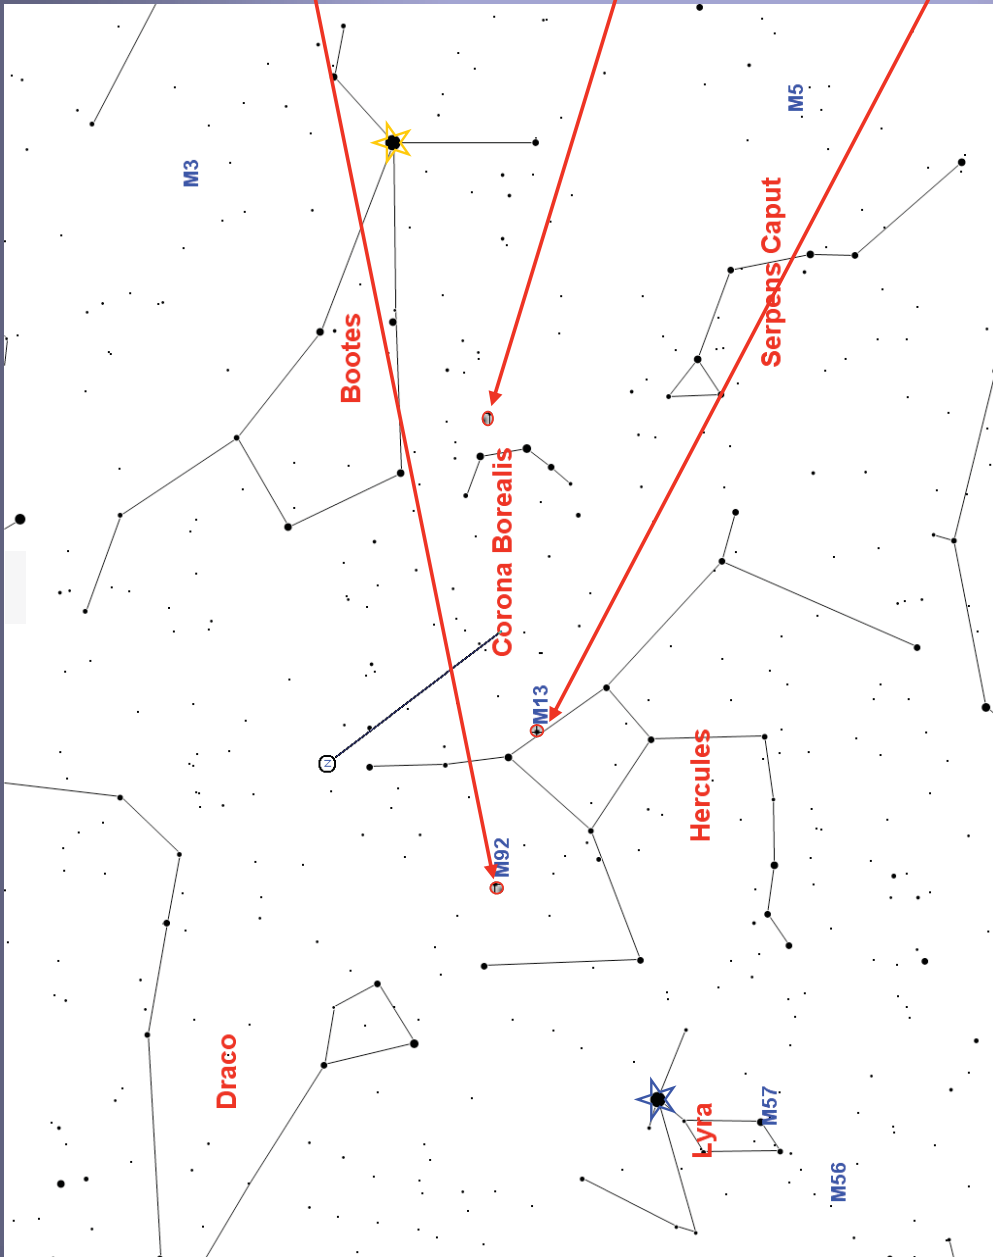 M5
M3
Serpens Caput
Bootes
Corona Borealis
M13
N
Hercules
M92
Draco
M57
Lyra
M56